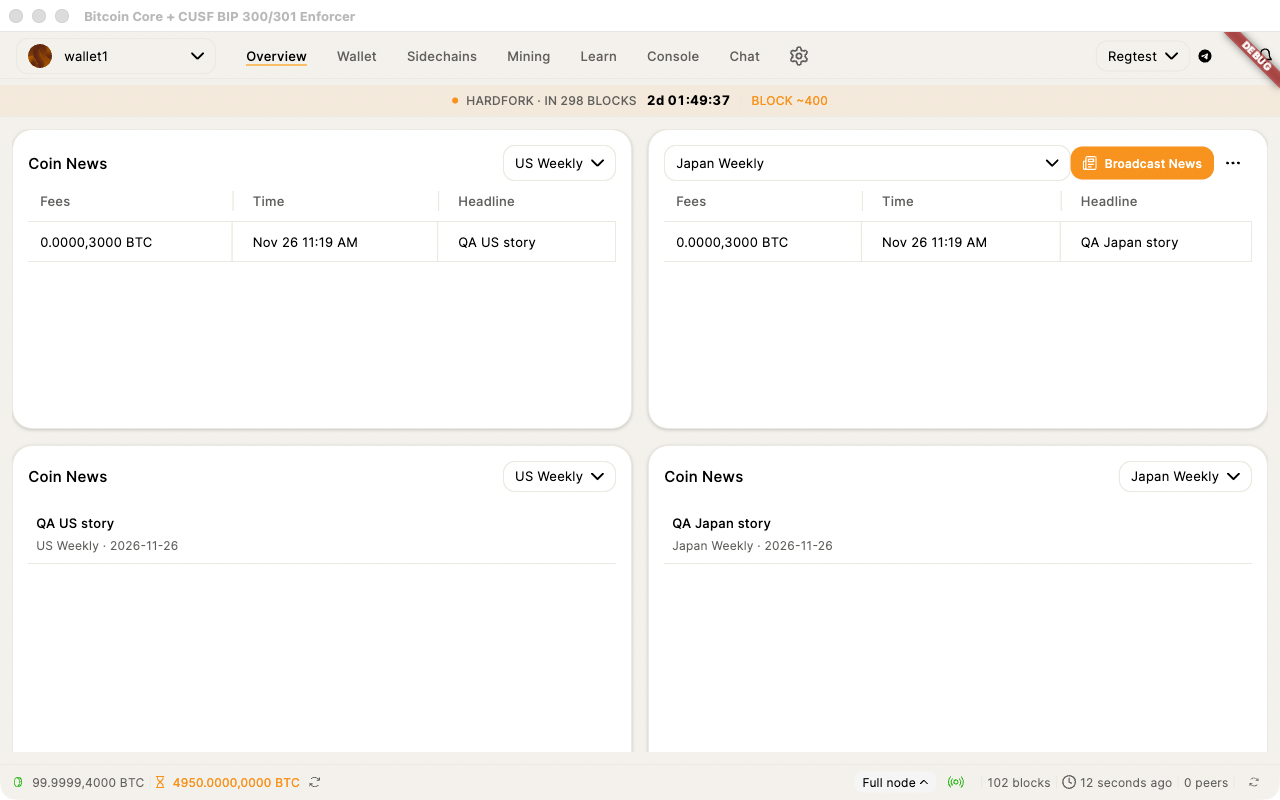 Bitcoin Core + CUSF BIP 300/301 Enforcer
wallet1 Overview Wallet Sidechains Mining Learn Console Chat Regtest DEBUG
HARDFORK · IN 298 BLOCKS 2d 01:49:37 BLOCK ~400
Coin News US Weekly
Fees Time Headline
0.0000,3000 BTC Nov 26 11:19 AM QA US story
Japan Weekly Broadcast News
Fees Time Headline
0.0000,3000 BTC Nov 26 11:19 AM QA Japan story
Coin News US Weekly
QA US story
US Weekly · 2026-11-26
Coin News Japan Weekly
QA Japan story
Japan Weekly · 2026-11-26
99.9999,4000 BTC 4950.0000,0000 BTC Full node 102 blocks 12 seconds ago 0 peers